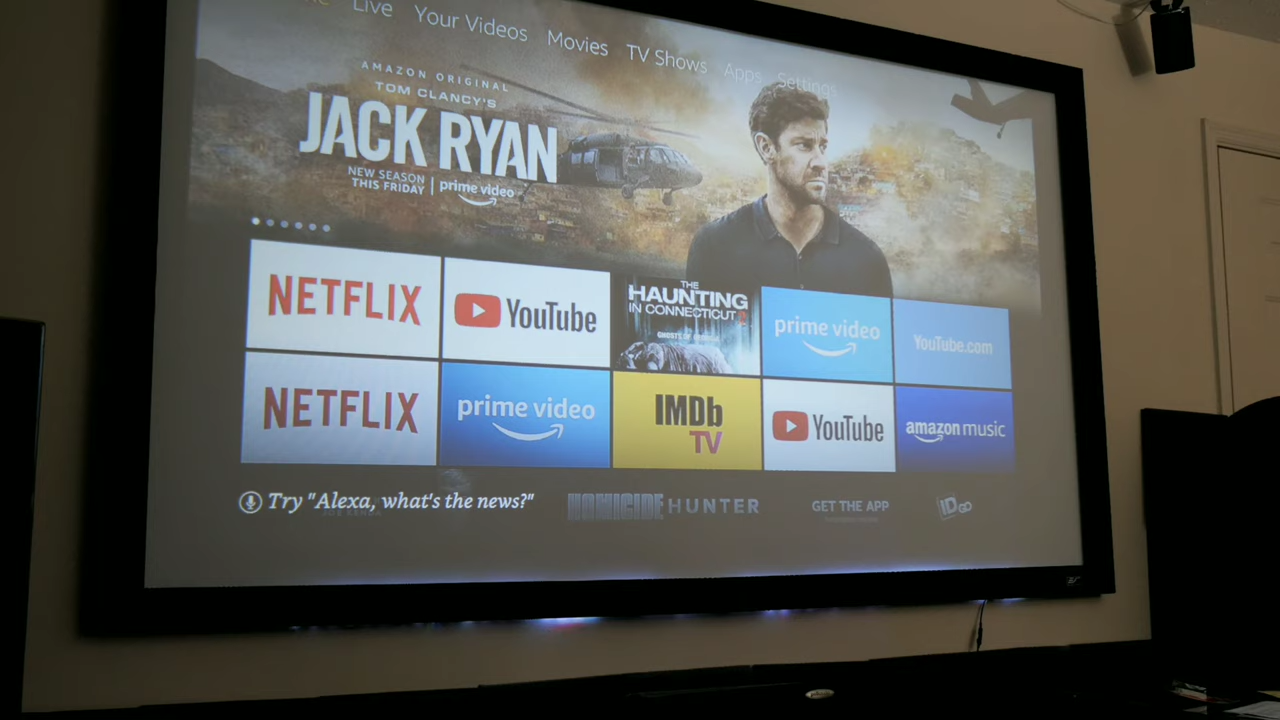 Live Your Videos Movies TV Shows Apps Settings
AMAZON ORIGINAL
TOM CLANCY'S
JACK RYAN
NEW SEASON
THIS FRIDAY
prime video
NETFLIX
YouTube
THE
HAUNTING
IN CONNECTICUT 2
prime video
YouTube.com
NETFLIX
prime video
IMDb
TV
YouTube
amazon music
Try "Alexa, what's the news?"
HOMICIDE HUNTER
GET THE APP
ID GO